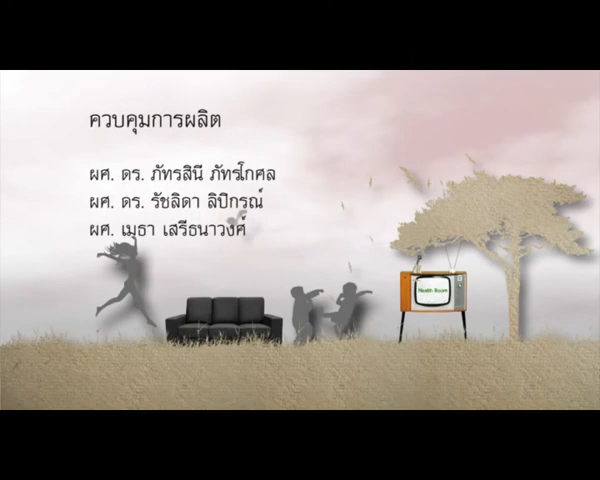 ควบคุมการผลิต
ผศ. ดร. ภัทรสินี ภัทรโกศล
ผศ. ดร. รัชลิดา ลิปิกรณ์
ผศ. เมธา เสรีธนาวงศ์
Health Room